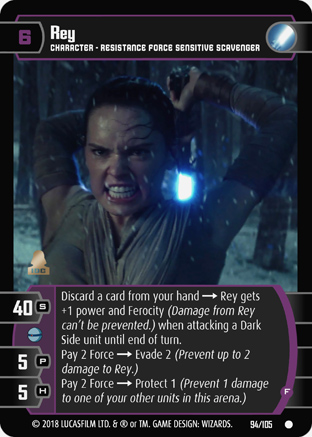 6
Rey
CHARACTER - RESISTANCE FORCE SENSITIVE SCAVENGER
Discard a card from your hand → Rey gets
40 S
+1 power and Ferocity (Damage from Rey
can't be prevented.) when attacking a Dark
Side unit until end of turn.
5 P
Pay 2 Force → Evade 2 (Prevent up to 2
damage to Rey.)
5 H
Pay 2 Force → Protect 1 (Prevent 1 damage
to one of your other units in this arena.)
F
© 2018 LUCASFILM LTD. & ® or TM. GAME DESIGN: WIZARDS. 94/105